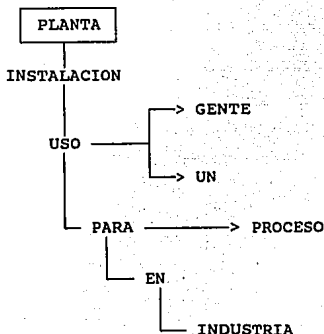 PLANTA
INSTALACION
GENTE
USO
UN
PARA PROCESO
EN
INDUSTRIA